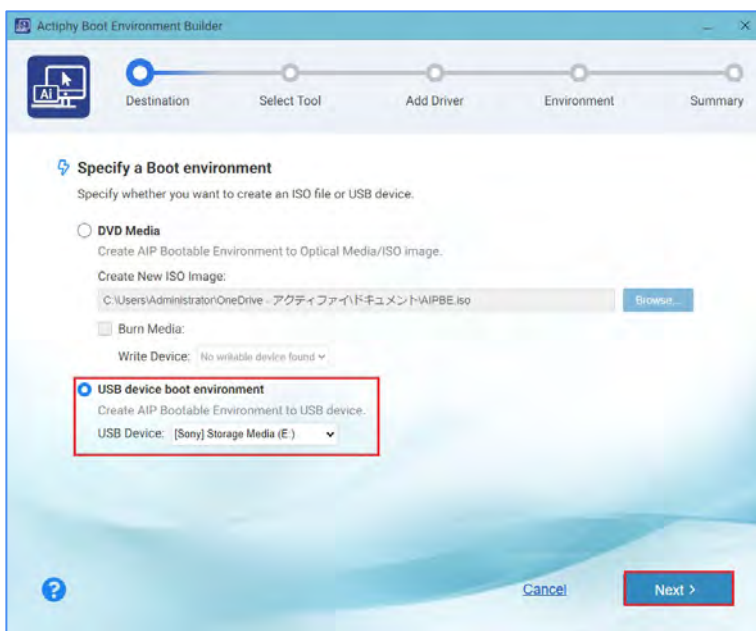 Actiphy Boot Environment Builder
Ai
Destination
Select Tool
Add Driver
Environment
Summary
Specify a Boot environment
Specify whether you want to create an ISO file or USB device.
DVD Media
Create AIP Bootable Environment to Optical Media/ISO image.
Create New ISO Image:
C:\Users\Administrator\OneDrive - アクティファイ\ドキュメント\AIPBE.iso
Browse...
Burn Media:
Write Device: No writable device found
USB device boot environment
Create AIP Bootable Environment to USB device.
USB Device: [Sony] Storage Media (E:)
?
Cancel
Next >